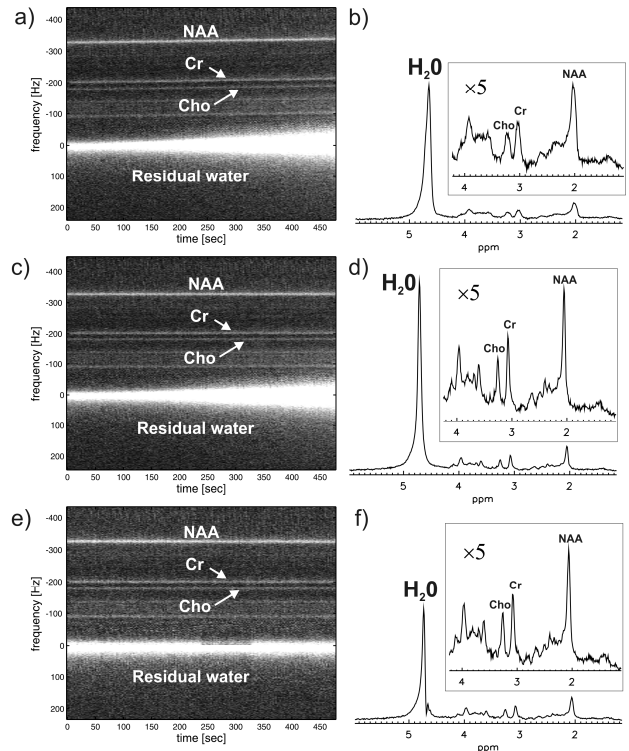 a)
-400
-300
-200
-100
0
100
200
frequency [Hz]
NAA
Cr
Cho
Residual water
0 50 100 150 200 250 300 350 400 450
time [sec]
b)
H₂0
×5
NAA
Cho
Cr
4 3 2
5 4 3 2
ppm
c)
-400
-300
-200
-100
0
100
200
frequency [Hz]
NAA
Cr
Cho
Residual water
0 50 100 150 200 250 300 350 400 450
time [sec]
d)
H₂0
×5
NAA
Cr
Cho
4 3 2
5 4 3 2
ppm
e)
-400
-300
-200
-100
0
100
200
frequency [Hz]
NAA
Cr
Cho
Residual water
0 50 100 150 200 250 300 350 400 450
time [sec]
f)
H₂0
×5
NAA
Cr
Cho
4 3 2
5 4 3 2
ppm